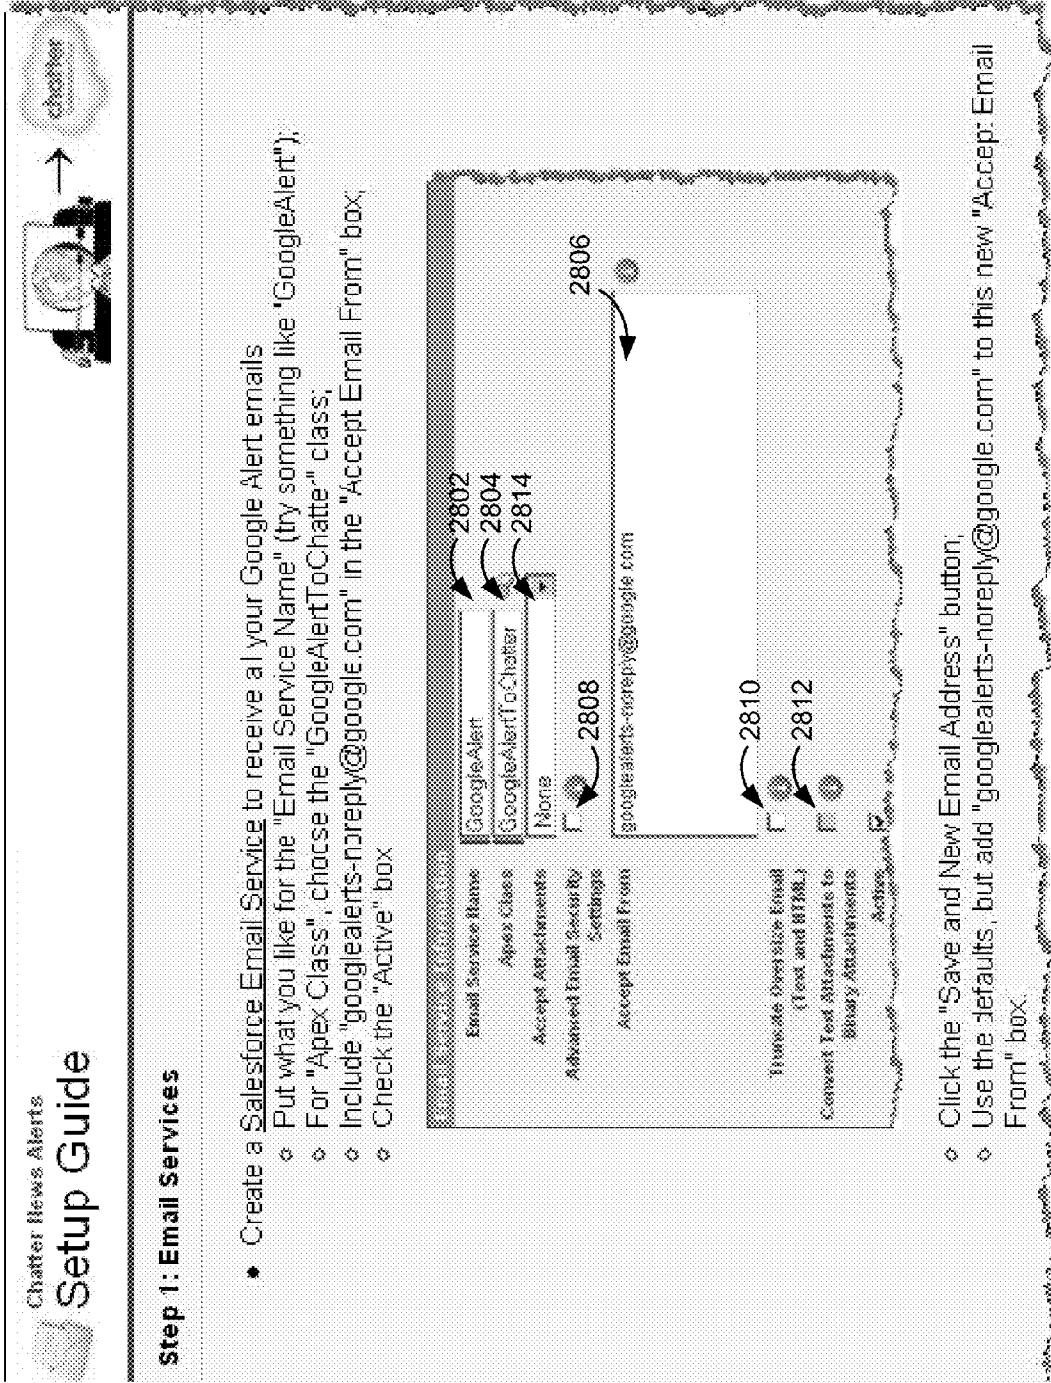 Chatter News Alerts
Setup Guide
chatter
Step 1: Email Services
Create a Salesforce Email Service to receive al your Google Alert emails
Put what you like for the "Email Service Name" (try something like "GoogleAlert");
For "Apex Class", choose the "GoogleAlertToChatter" class;
Include "googlealerts-noreply@google.com" in the "Accept Email From" box;
Check the "Active" box
Email Service Name GoogleAlert 2802
Apex Class GoogleAlertToChatter 2804
Accept Attachments None 2814
Advanced Email Security
Settings 2808
Accept Email From googlealerts-noreply@google.com 2806
Truncate Oversize Email
(Text and HTML) 2810
Convert Text Attachments to
Binary Attachments 2812
Active
Click the "Save and New Email Address" button,
Use the defaults, but add "googlealerts-noreply@google.com" to this new "Accept Email
From" box.